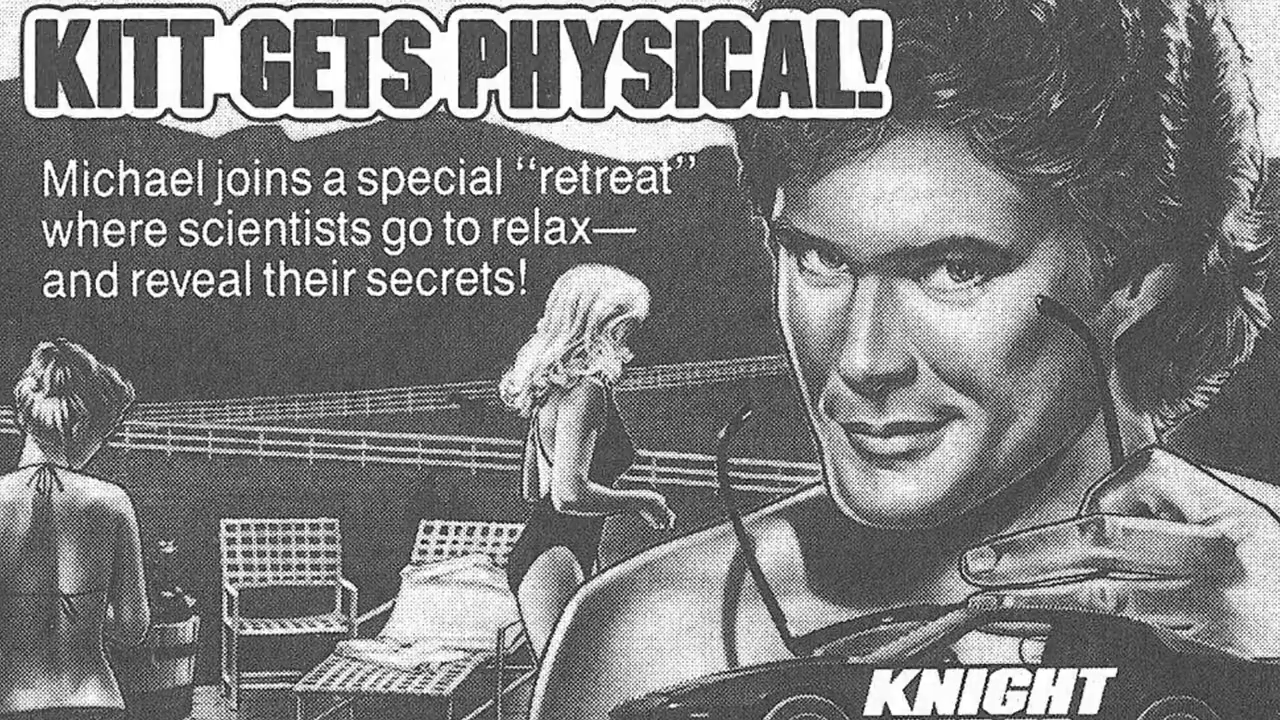 KITT GETS PHYSICAL!
Michael joins a special “retreat”
where scientists go to relax—
and reveal their secrets!
KNIGHT